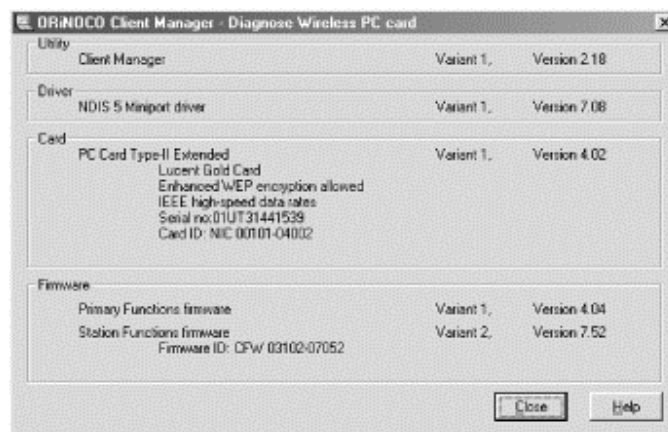 ORiNOCO Client Manager - Diagnose Wireless PC card
Utility
Client Manager Variant 1, Version 2.18
Driver
NDIS 5 Miniport driver Variant 1, Version 7.08
Card
PC Card Type-II Extended Variant 1, Version 4.02
Lucent Gold Card
Enhanced WEP encryption allowed
IEEE high-speed data rates
Serial no:01UT31441539
Card ID: NIC 00101-04002
Firmware
Primary Functions firmware Variant 1, Version 4.04
Station Functions firmware Variant 2, Version 7.52
Firmware ID: CFW 03102-07052
Close Help